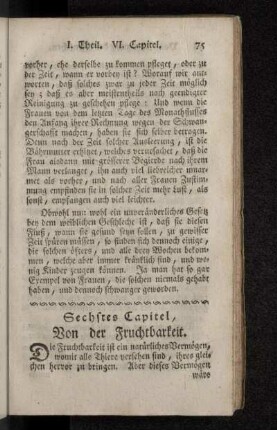 I. Theil. VI. Capitel. 75
vorher, ehe derselbe zu kommen pfleget, oder zu
der Zeit, wann er vorbey ist? Worauf wir ant-
worten, daß solches zwar zu jeder Zeit möglich
sey; daß es aber meistentheils nach geendigter
Reinigung zu geschehen pflege: Und wenn die
Frauen von dem letzten Tage des Monathflusses
den Anfang ihrer Rechnung wegen der Schwan-
gerschafft machen, haben sie sich selber betrogen.
Denn nach der Zeit solcher Ausleerung, ist die
Bährmutter erhitzet, welches verursachet, daß die
Frau alsdann mit grösserer Begierde nach ihrem
Mann verlanget, ihn auch viel liebreicher umar-
met als vorher, und nach aller Frauen Zustim-
mung empfinden sie in solcher Zeit mehr Lust, als
sonst, empfangen auch viel leichter.
Obwohl nun wohl ein unveränderliches Gesetz
bey dem weiblichen Geschlechte ist, daß sie diesen
Fluß, wann sie gesund seyn sollen, zu gewisser
Zeit spüren müssen, so finden sich dennoch einige,
die solchen öfters, und alle drey Wochen bekom-
men, welche aber immer kränklich sind, und we-
nig Kinder zeugen können. Ja man hat so gar
Exempel von Frauen, die solchen niemals gehabt
haben, und dennoch schwanger geworden.
Sechstes Capitel,
Von der Fruchtbarkeit.
Die Fruchtbarkeit ist ein natürliches Vermögen,
womit alle Thiere versehen sind, ihres glei-
chen hervor zu bringen. Aber dieses Vermögen
wäre